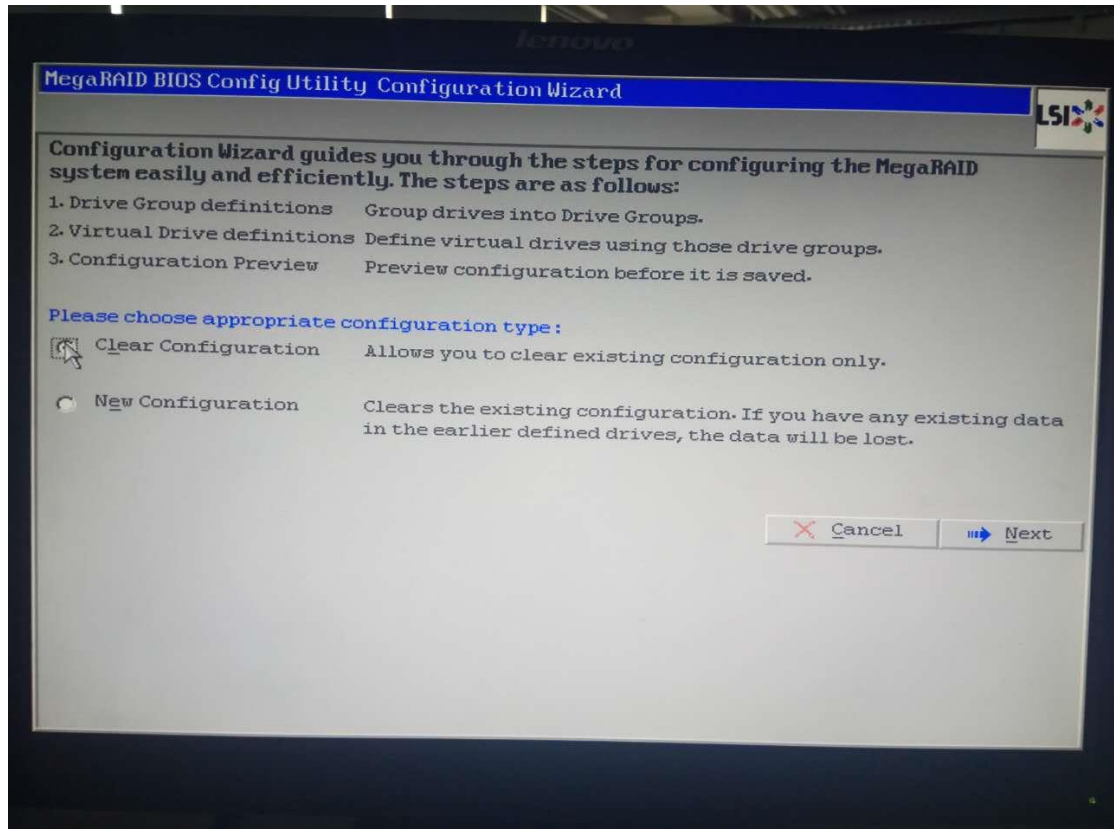 lenovo
MegaRAID BIOS Config Utility Configuration Wizard
LSI
Configuration Wizard guides you through the steps for configuring the MegaRAID
system easily and efficiently. The steps are as follows:
1. Drive Group definitions Group drives into Drive Groups.
2. Virtual Drive definitions Define virtual drives using those drive groups.
3. Configuration Preview Preview configuration before it is saved.
Please choose appropriate configuration type:
Clear Configuration Allows you to clear existing configuration only.
New Configuration Clears the existing configuration. If you have any existing data
in the earlier defined drives, the data will be lost.
Cancel Next